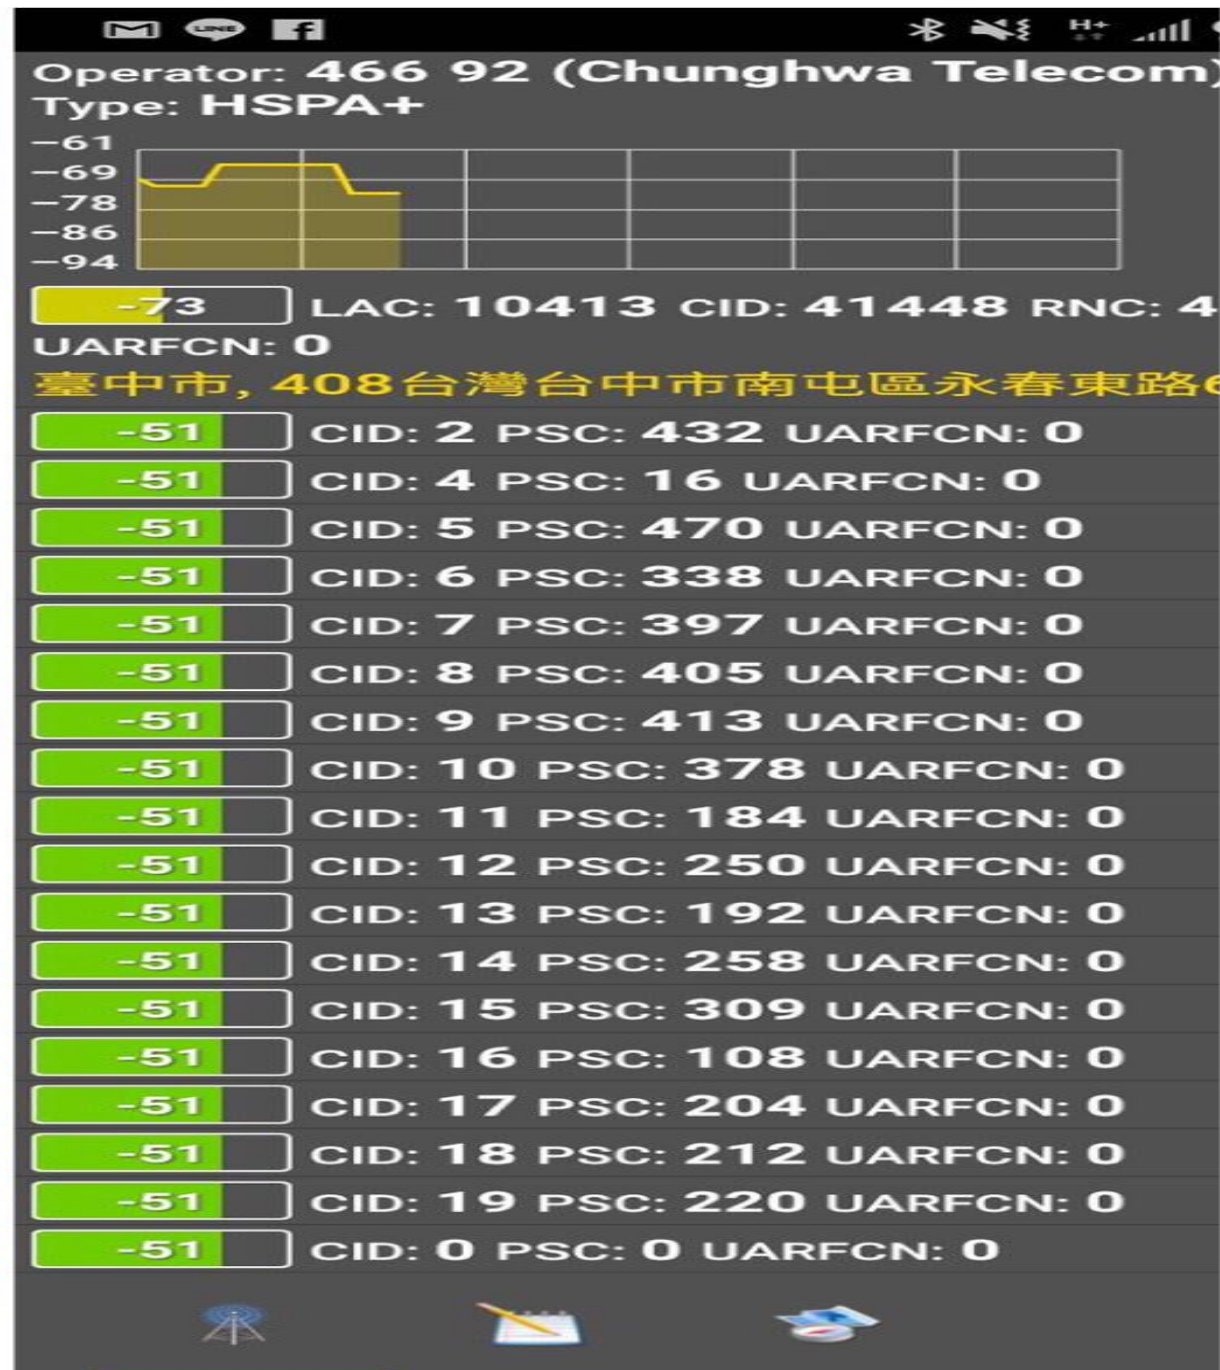 LINE
H+
Operator: 466 92 (Chunghwa Telecom)
Type: HSPA+
−61
−69
−78
−86
−94
-73 LAC: 10413 CID: 41448 RNC: 4
UARFCN: 0
臺中市, 408台灣台中市南屯區永春東路6
-51 CID: 2 PSC: 432 UARFCN: 0
-51 CID: 4 PSC: 16 UARFCN: 0
-51 CID: 5 PSC: 470 UARFCN: 0
-51 CID: 6 PSC: 338 UARFCN: 0
-51 CID: 7 PSC: 397 UARFCN: 0
-51 CID: 8 PSC: 405 UARFCN: 0
-51 CID: 9 PSC: 413 UARFCN: 0
-51 CID: 10 PSC: 378 UARFCN: 0
-51 CID: 11 PSC: 184 UARFCN: 0
-51 CID: 12 PSC: 250 UARFCN: 0
-51 CID: 13 PSC: 192 UARFCN: 0
-51 CID: 14 PSC: 258 UARFCN: 0
-51 CID: 15 PSC: 309 UARFCN: 0
-51 CID: 16 PSC: 108 UARFCN: 0
-51 CID: 17 PSC: 204 UARFCN: 0
-51 CID: 18 PSC: 212 UARFCN: 0
-51 CID: 19 PSC: 220 UARFCN: 0
-51 CID: 0 PSC: 0 UARFCN: 0